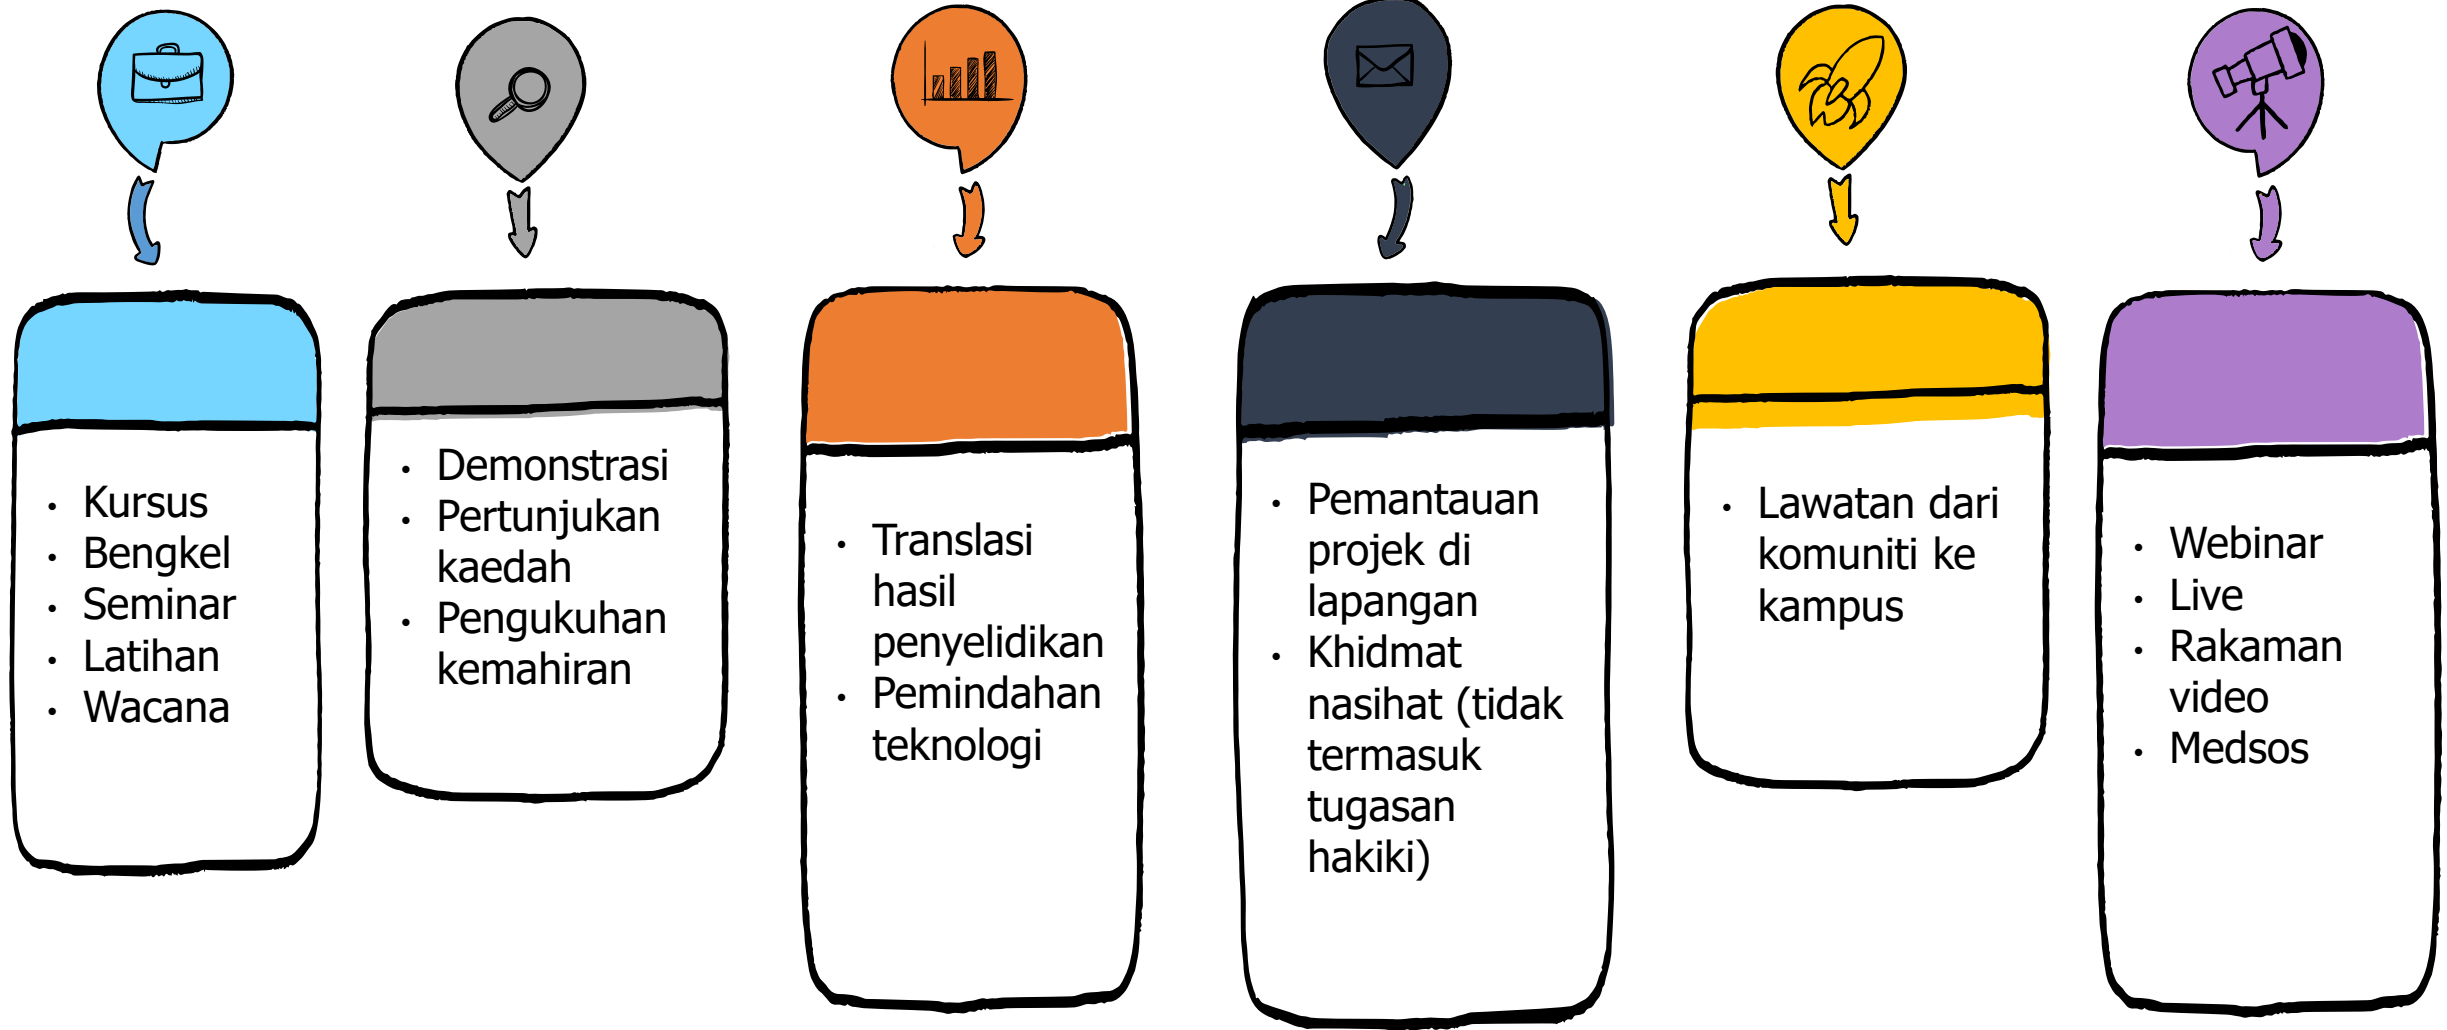 • Kursus
• Bengkel
• Seminar
• Latihan
• Wacana
• Demonstrasi
• Pertunjukan
kaedah
• Pengukuhan
kemahiran
• Translasi
hasil
penyelidikan
• Pemindahan
teknologi
• Pemantauan
projek di
lapangan
• Khidmat
nasihat (tidak
termasuk
tugasan
hakiki)
• Lawatan dari
komuniti ke
kampus
• Webinar
• Live
• Rakaman
video
• Medsos